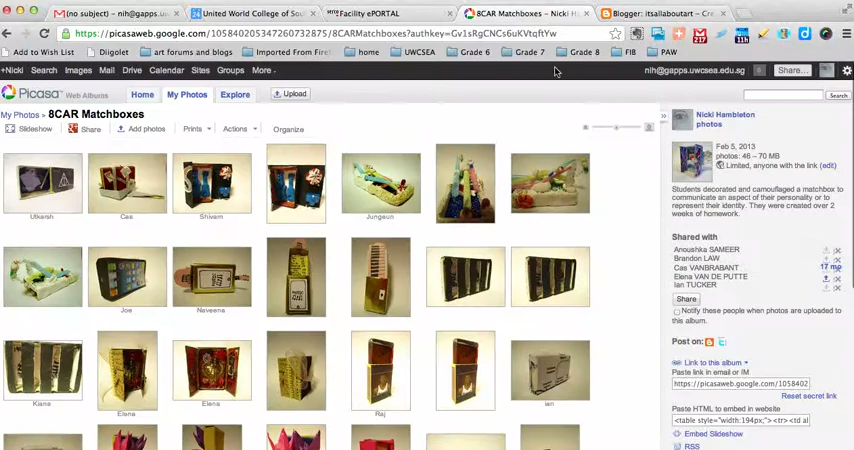 (no subject) – nih@gapps.uv
United World College of Sout
Facility ePORTAL
8CAR Matchboxes – Nicki H
Blogger: itsallaboutart – Cre
https://picasaweb.google.com/105840205347260732875/8CARMatchboxes?authkey=Gv1sRgCNCs6uKVtqftYw
217
11h
Add to Wish List
Diigolet
art forums and blogs
Imported From Firef
home
UWCSEA
Grade 6
Grade 7
Grade 8
FIB
PAW
+Nicki Search Images Mail Drive Calendar Sites Groups More
nih@gapps.uwcsea.edu.sg
Share…
Picasa Web Albums
Home
My Photos
Explore
Upload
Search
My Photos > 8CAR Matchboxes
Slideshow
Share
Add photos
Prints
Actions
Organize
Utkarsh
Cas
Shivam
Jungeun
Joe
Naveena
Kiana
Elena
Elena
Raj
ian
Nicki Hambleton
photos
Feb 5, 2013
photos: 46 – 70 MB
Limited, anyone with the link (edit)
Students decorated and camouflaged a matchbox to
communicate an aspect of their personality or to
represent their identity. They were created over 2
weeks of homework.
Shared with
Anoushka SAMEER
Brandon LAW
Cas VANBRABANT
17 mo
Elena VAN DE PUTTE
Ian TUCKER
Share
Notify these people when photos are uploaded to
this album.
Post on:
Link to this album
Paste link in email or IM
https://picasaweb.google.com/1058402
Reset secret link
Paste HTML to embed in website
<table style="width:194px;"><tr><td al
Embed Slideshow
RSS